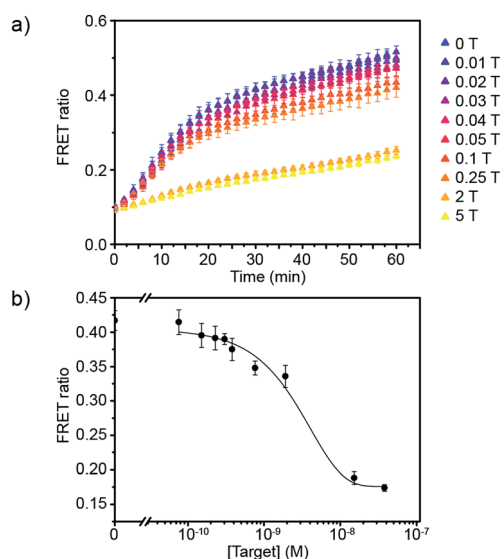 a)
FRET ratio
0.6
0.4
0.2
0.0
0 10 20 30 40 50 60
Time (min)
0 T
0.01 T
0.02 T
0.03 T
0.04 T
0.05 T
0.1 T
0.25 T
2 T
5 T
b)
FRET ratio
0.45
0.40
0.35
0.30
0.25
0.20
0.15
0 10⁻¹⁰ 10⁻⁹ 10⁻⁸ 10⁻⁷
[Target] (M)